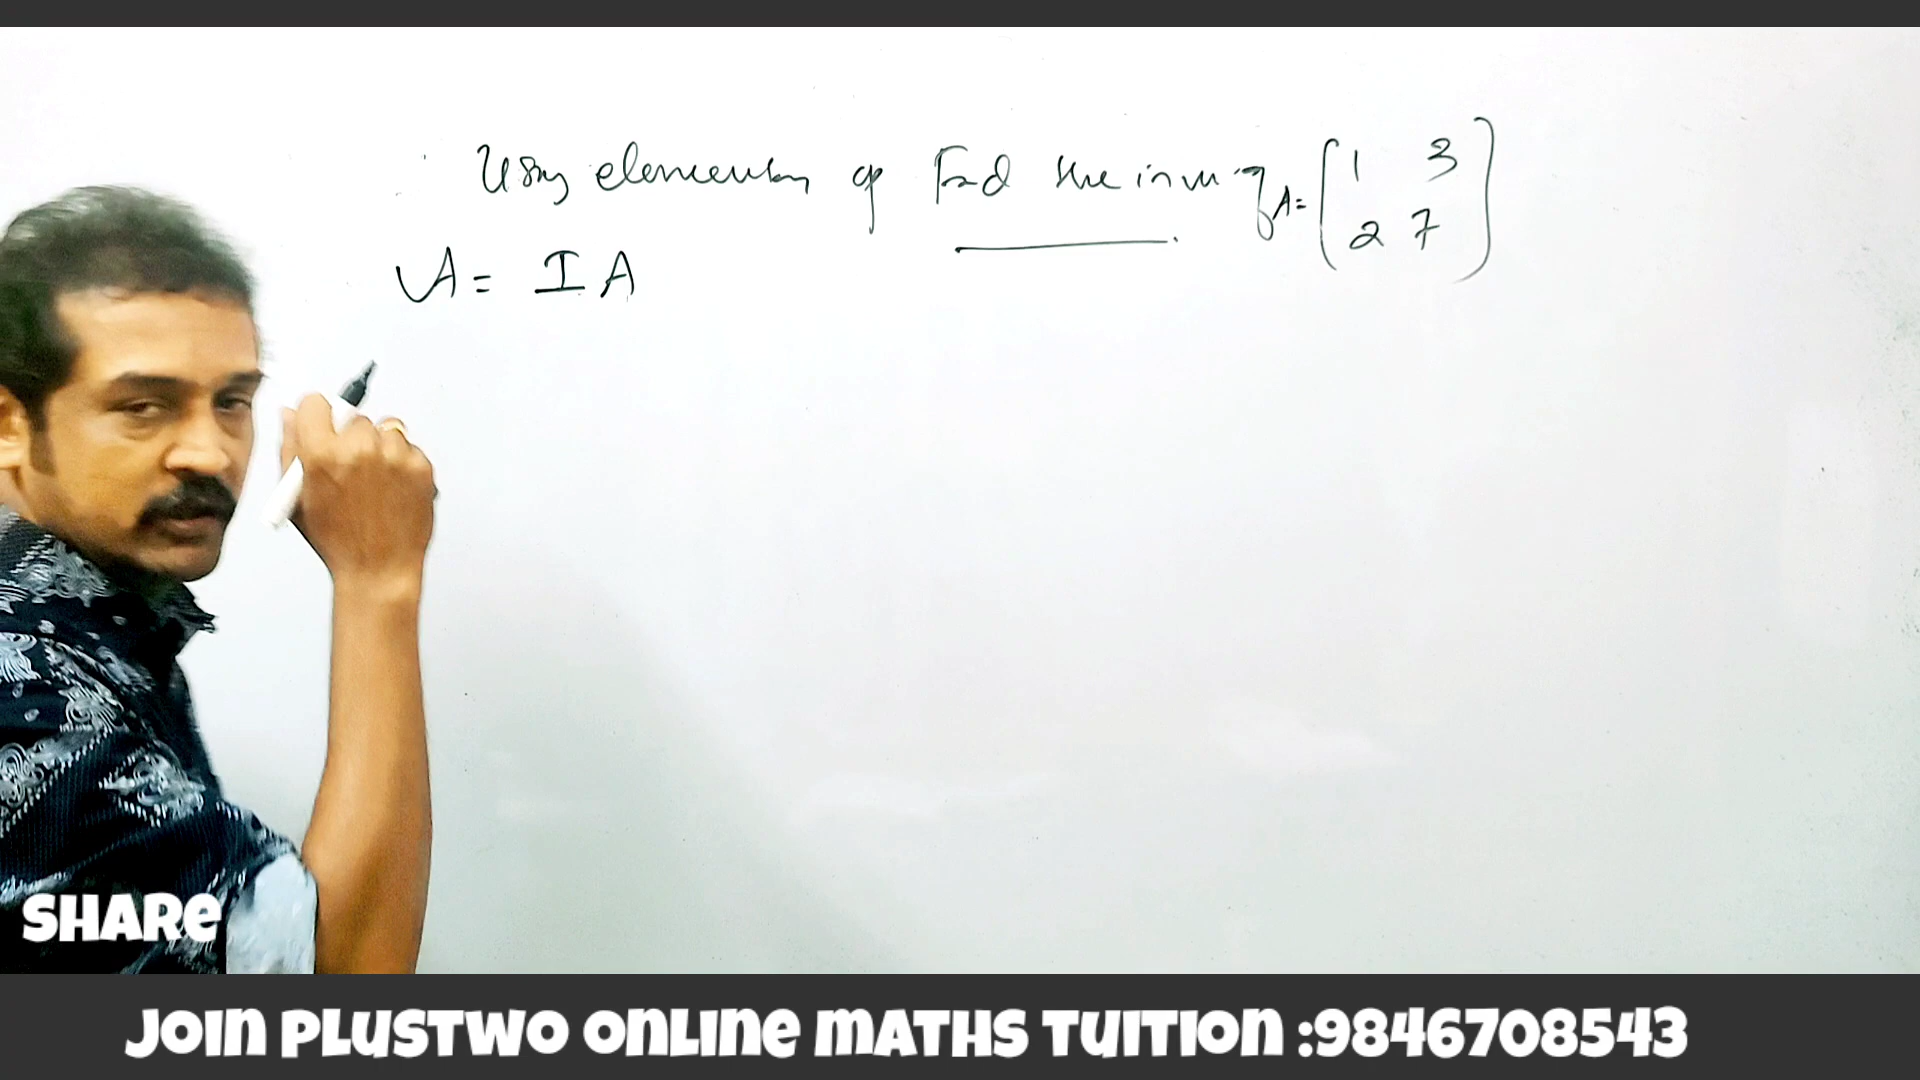 Using elementary op Find the inverse of A = [1 3
2 7]
A = I A
SHARE
JOIN PLUSTWO ONLINE MATHS TUITION :9846708543